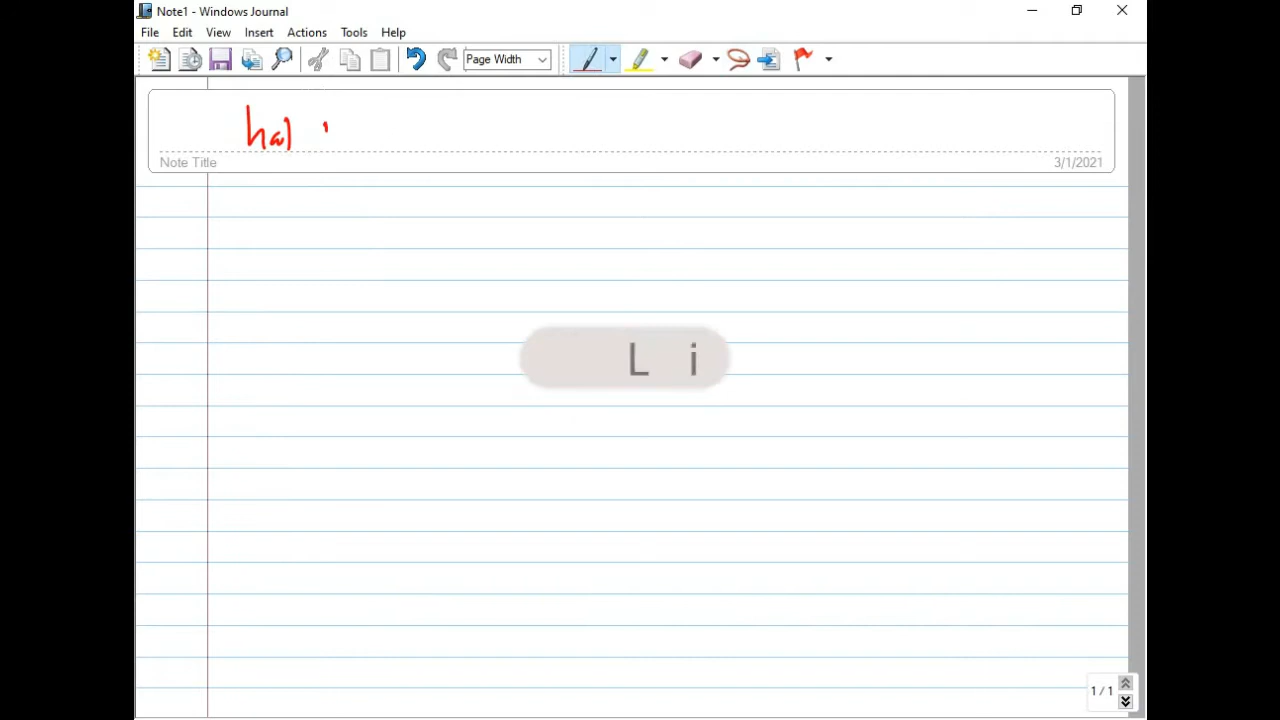 Note1 - Windows Journal
File Edit View Insert Actions Tools Help
Page Width
Note Title
3/1/2021
L i
1 / 1